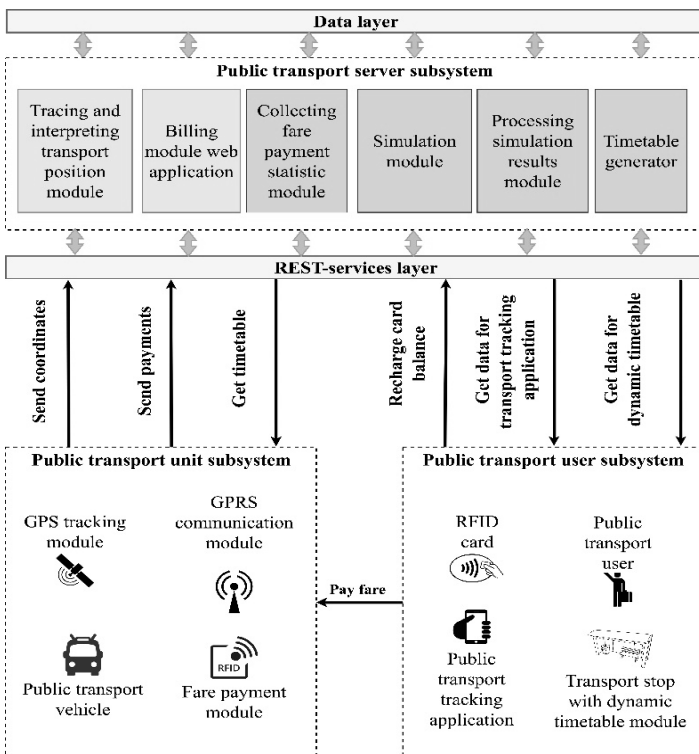 Data layer
Public transport server subsystem
Tracing and
interpreting
transport
position
module
Billing
module web
application
Collecting
fare
payment
statistic
module
Simulation
module
Processing
simulation
results
module
Timetable
generator
REST-services layer
Send coordinates
Send payments
Get timetable
Recharge card
balance
Get data for
transport tracking
application
Get data for
dynamic timetable
Public transport unit subsystem
GPS tracking
module
GPRS
communication
module
Public transport
vehicle
RFID
Fare payment
module
Pay fare
Public transport user subsystem
RFID
card
Public
transport
user
Public
transport
tracking
application
Transport stop
with dynamic
timetable module